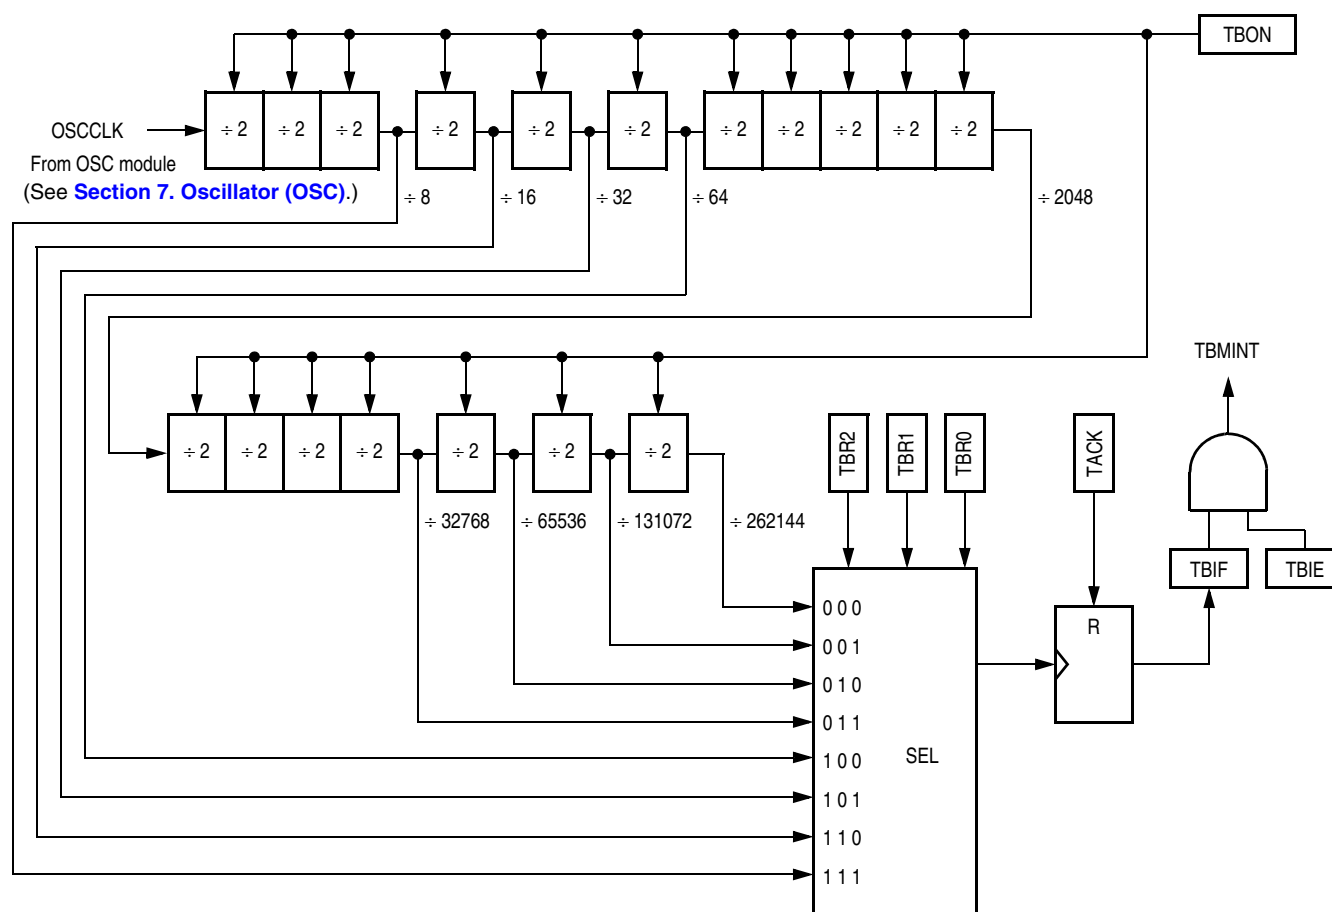 TBON
OSCCLK
÷ 2 ÷ 2 ÷ 2 ÷ 2 ÷ 2 ÷ 2 ÷ 2 ÷ 2 ÷ 2 ÷ 2 ÷ 2
From OSC module
(See Section 7. Oscillator (OSC).)
÷ 8 ÷ 16 ÷ 32 ÷ 64 ÷ 2048
TBMINT
÷ 2 ÷ 2 ÷ 2 ÷ 2 ÷ 2 ÷ 2 ÷ 2
TBR2 TBR1 TBR0 TACK
÷ 32768 ÷ 65536 ÷ 131072 ÷ 262144
TBIF TBIE
0 0 0
R
0 0 1
0 1 0
0 1 1
1 0 0
SEL
1 0 1
1 1 0
1 1 1